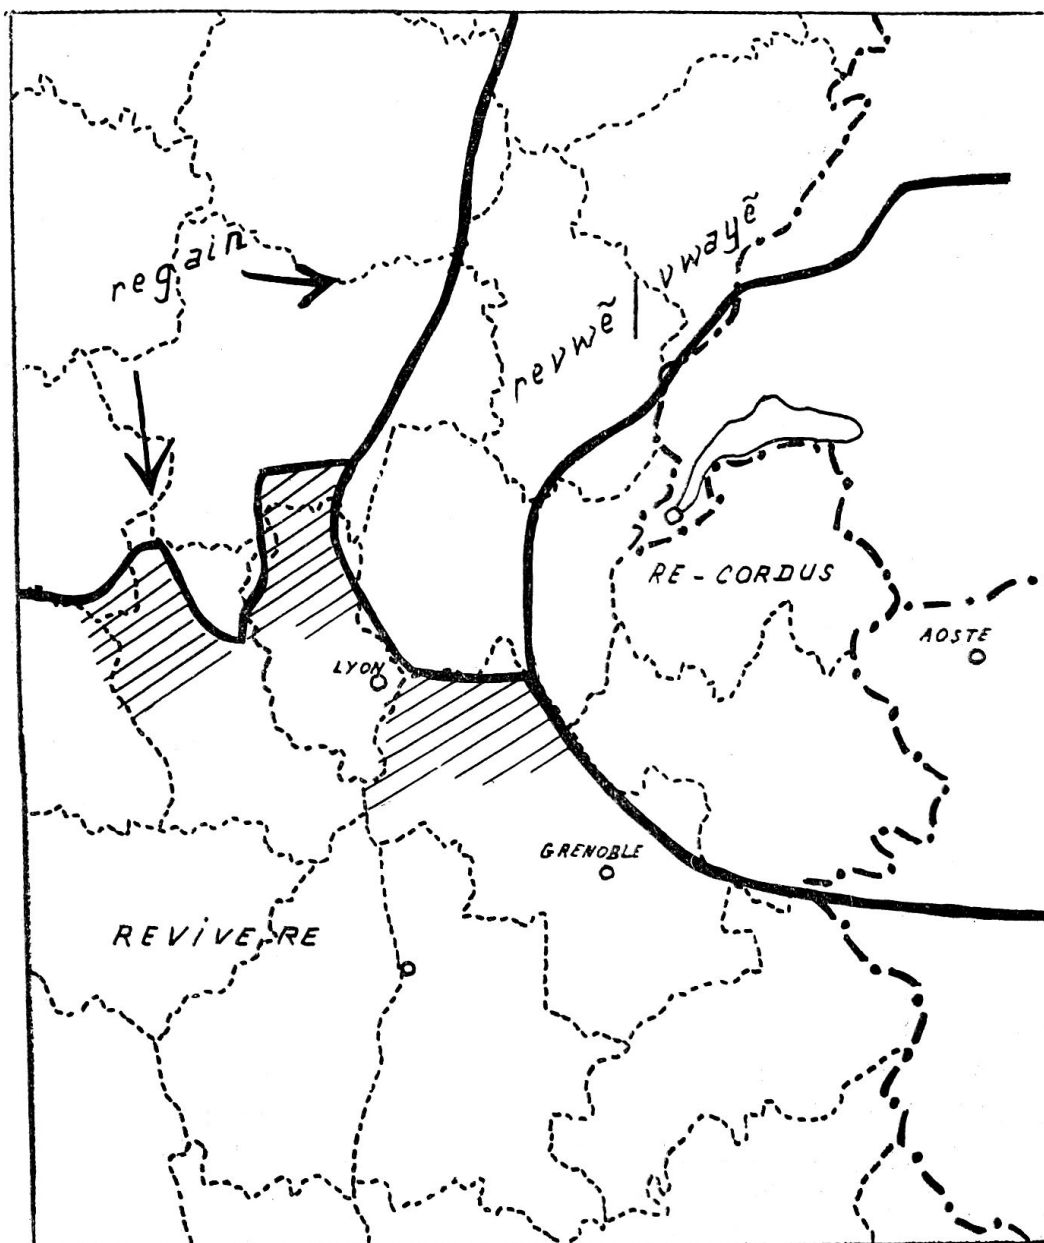 regain
revwẽ | vwayẽ
RE-CORDUS
AOSTE
LYON
GRENOBLE
REVIVERE